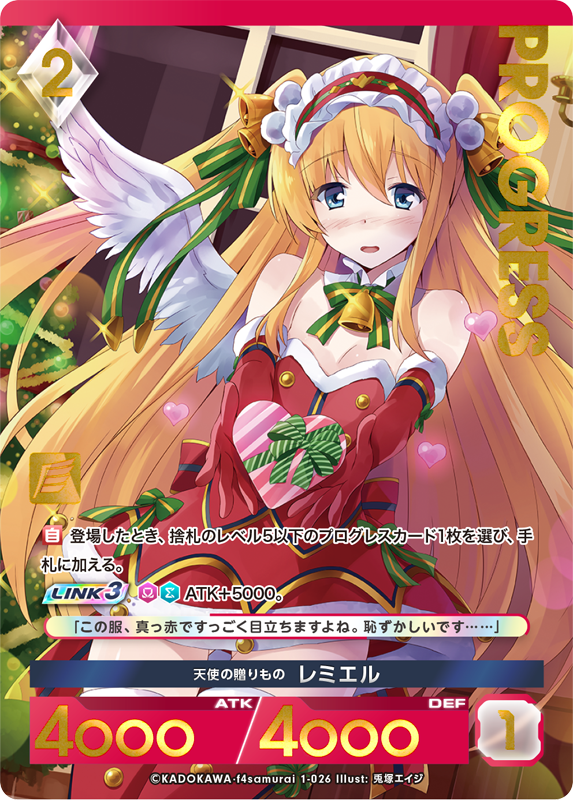 2
PROGRESS
自 登場したとき、捨札のレベル5以下のプログレスカード1枚を選び、手
札に加える。
LINK 3 Ω Σ ATK+5000。
「この服、真っ赤ですっごく目立ちますよね。恥ずかしいです……」
天使の贈りもの レミエル
ATK DEF
4000 / 4000 1
©KADOKAWA・f4samurai 1-026 Illust: 兎塚エイジ